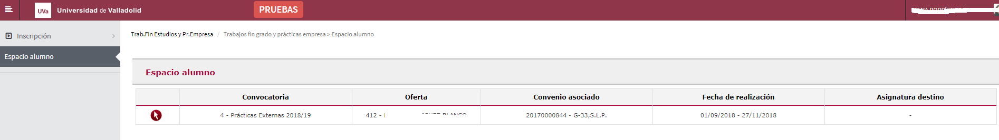 UVa Universidad de Valladolid PRUEBAS
Inscripción
Espacio alumno
Trab.Fin Estudios y Pr.Empresa / Trabajos fin grado y prácticas empresa > Espacio alumno
Espacio alumno
Convocatoria Oferta Convenio asociado Fecha de realización Asignatura destino
4 - Prácticas Externas 2018/19 412 - 20170000844 - G-33,S.L.P. 01/09/2018 - 27/11/2018 -